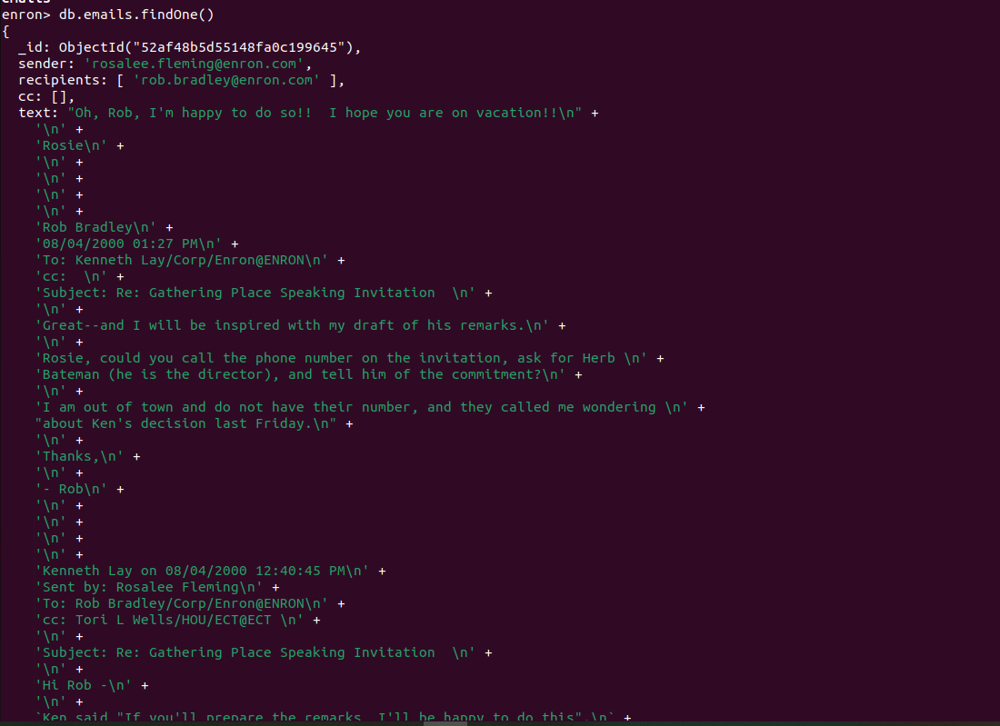 emails
enron> db.emails.findOne()
{
  _id: ObjectId("52af48b5d55148fa0c199645"),
  sender: 'rosalee.fleming@enron.com',
  recipients: [ 'rob.bradley@enron.com' ],
  cc: [],
  text: "Oh, Rob, I'm happy to do so!!  I hope you are on vacation!!\n" +
    '\n' +
    'Rosie\n' +
    '\n' +
    '\n' +
    '\n' +
    '\n' +
    'Rob Bradley\n' +
    '08/04/2000 01:27 PM\n' +
    'To: Kenneth Lay/Corp/Enron@ENRON\n' +
    'cc:  \n' +
    'Subject: Re: Gathering Place Speaking Invitation  \n' +
    '\n' +
    'Great--and I will be inspired with my draft of his remarks.\n' +
    '\n' +
    'Rosie, could you call the phone number on the invitation, ask for Herb \n' +
    'Bateman (he is the director), and tell him of the commitment?\n' +
    '\n' +
    'I am out of town and do not have their number, and they called me wondering \n' +
    "about Ken's decision last Friday.\n" +
    '\n' +
    'Thanks,\n' +
    '\n' +
    '- Rob\n' +
    '\n' +
    '\n' +
    '\n' +
    '\n' +
    'Kenneth Lay on 08/04/2000 12:40:45 PM\n' +
    'Sent by: Rosalee Fleming\n' +
    'To: Rob Bradley/Corp/Enron@ENRON\n' +
    'cc: Tori L Wells/HOU/ECT@ECT \n' +
    '\n' +
    'Subject: Re: Gathering Place Speaking Invitation  \n' +
    '\n' +
    'Hi Rob -\n' +
    '\n' +
    `Ken said "If you'll prepare the remarks, I'll be happy to do this".\n` +